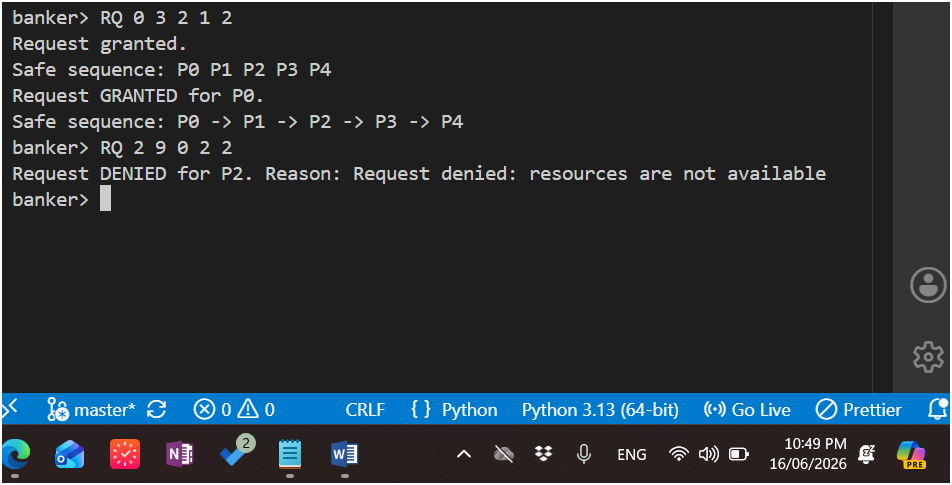 banker> RQ 0 3 2 1 2
Request granted.
Safe sequence: P0 P1 P2 P3 P4
Request GRANTED for P0.
Safe sequence: P0 -> P1 -> P2 -> P3 -> P4
banker> RQ 2 9 0 2 2
Request DENIED for P2. Reason: Request denied: resources are not available
banker>
master* 0 0 CRLF { } Python Python 3.13 (64-bit) Go Live Prettier
N 2 W ENG 10:49 PM
16/06/2026
PRE